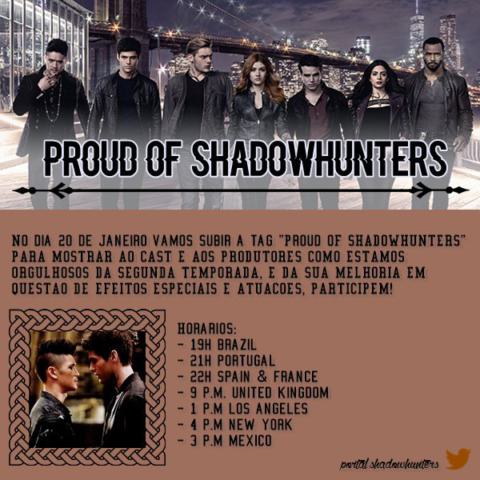 PROUD OF SHADOWHUNTERS
NO DIA 20 DE JANEIRO VAMOS SUBIR A TAG "PROUD OF SHADOWHUNTERS"
PARA MOSTRAR AO CAST E AOS PRODUTORES COMO ESTAMOS
ORGULHOSOS DA SEGUNDA TEMPORADA, E DA SUA MELHORIA EM
QUESTAO DE EFEITOS ESPECIAIS E ATUACOES, PARTICIPEM!
HORARIOS:
- 19H BRAZIL
- 21H PORTUGAL
- 22H SPAIN & FRANCE
- 9 P.M. UNITED KINGDOM
- 1 P.M LOS ANGELES
- 4 P.M NEW YORK
- 3 P.M MEXICO
portal shadowhunters